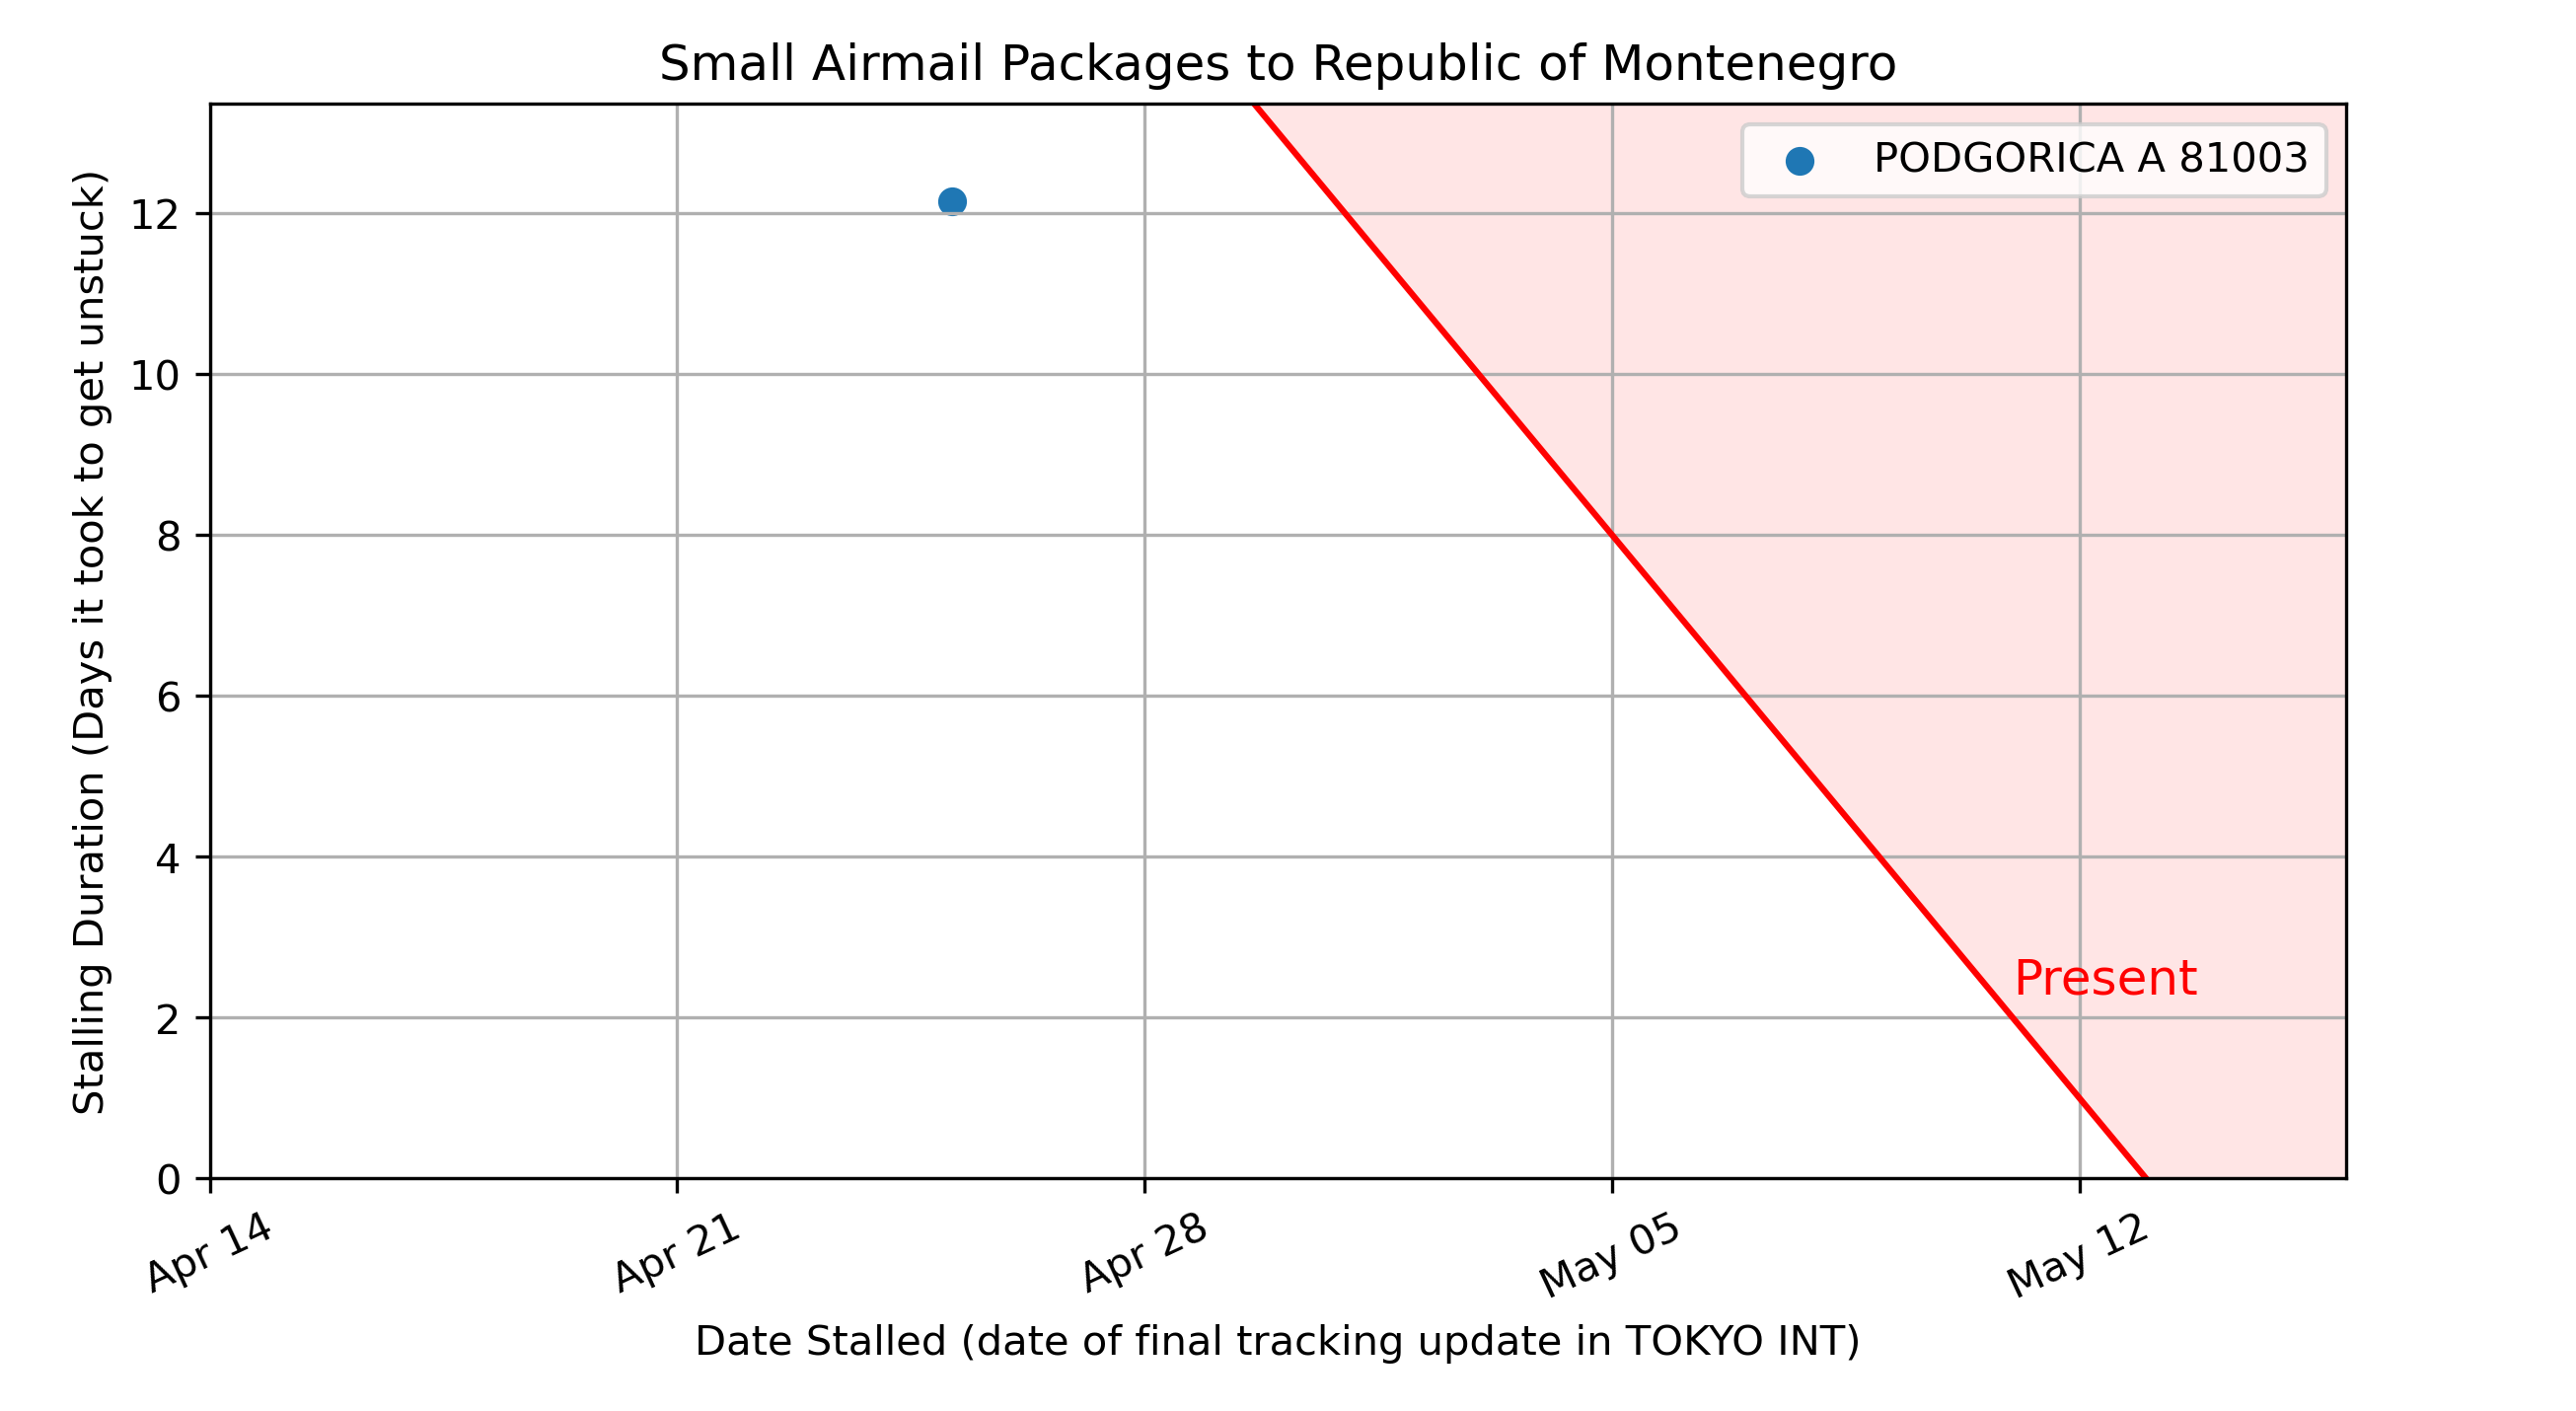 Small Airmail Packages to Republic of Montenegro
PODGORICA A 81003
Stalling Duration (Days it took to get unstuck)
12
10
8
6
4
2
0
Present
Apr 14
Apr 21
Apr 28
May 05
May 12
Date Stalled (date of final tracking update in TOKYO INT)